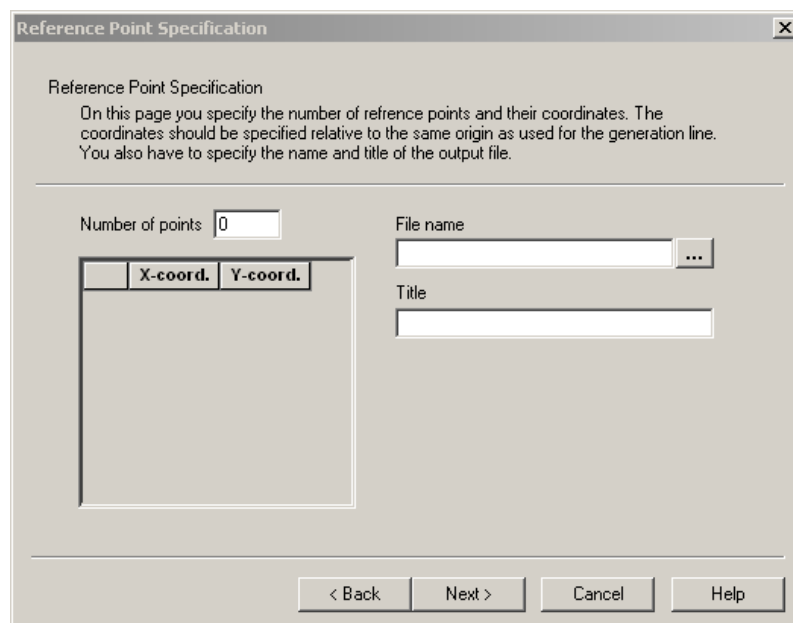 Reference Point Specification
Reference Point Specification
On this page you specify the number of refrence points and their coordinates. The
coordinates should be specified relative to the same origin as used for the generation line.
You also have to specify the name and title of the output file.
Number of points 0
File name
...
X-coord. Y-coord.
Title
< Back Next > Cancel Help